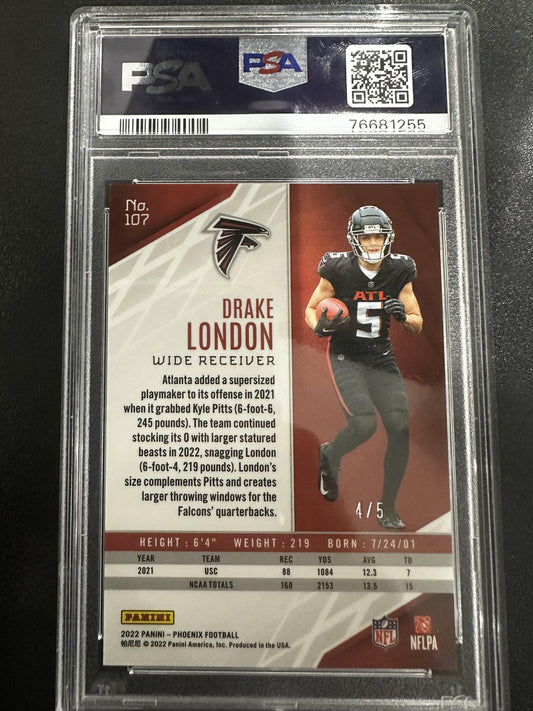 PSA
PSA
76681255
No.
107
DRAKE
LONDON
WIDE RECEIVER
Atlanta added a supersized
playmaker to its offense in 2021
when it grabbed Kyle Pitts (6-foot-6,
245 pounds). The team continued
stocking its O with larger statured
beasts in 2022, snagging London
(6-foot-4, 219 pounds). London's
size complements Pitts and creates
larger throwing windows for the
Falcons' quarterbacks.
ATL
5
5
4/5
HEIGHT : 6'4" WEIGHT : 219 BORN : 7/24/01
YEAR TEAM REC YDS AVG TD
2021 USC 88 1084 12.3 7
NCAA TOTALS 160 2153 13.5 15
PANINI
2022 PANINI – PHOENIX FOOTBALL
帕尼尼 © 2022 Panini America, Inc. Produced in the USA.
NFL
NFLPA